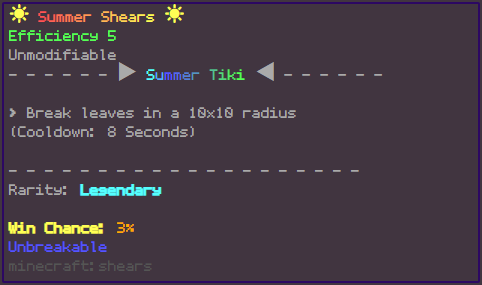 ☀ Summer Shears ☀
Efficiency 5
Unmodifiable
- - - - - - ▶ Summer Tiki ◀ - - - - - -
> Break leaves in a 10x10 radius
(Cooldown: 8 Seconds)
- - - - - - - - - - - - - - - - - - - - -
Rarity: Legendary
Win Chance: 3%
Unbreakable
minecraft:shears